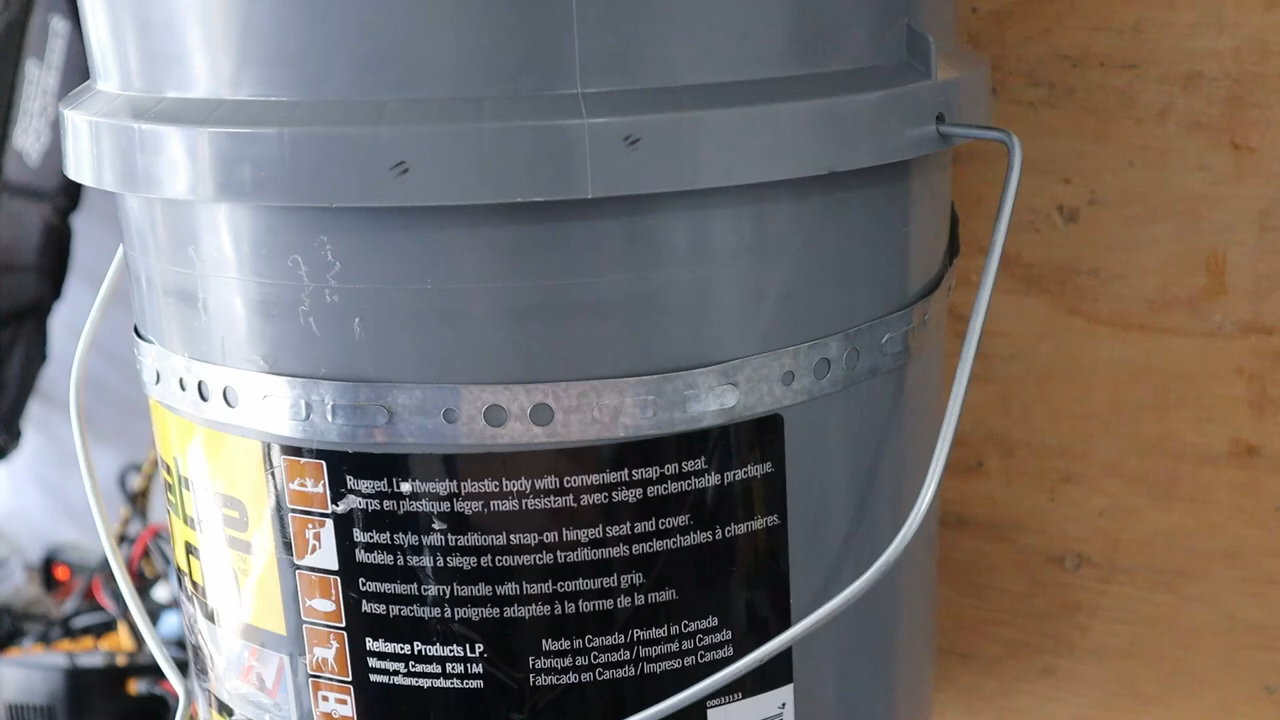 Rugged, Lightweight plastic body with convenient snap-on seat.
orps en plastique léger, mais résistant, avec siège enclenchable practique.
Bucket style with traditional snap-on hinged seat and cover.
Modèle à seau à siège et couvercle traditionnels enclenchables à charnières.
Convenient carry handle with hand-contoured grip.
Anse practique à poignée adaptée à la forme de la main.
Reliance Products L.P.
Winnipeg, Canada R3H 1A4
www.relianceproducts.com
Made in Canada / Printed in Canada
Fabriqué au Canada / Imprimé au Canada
Fabricado en Canadá / Impreso en Canadá
00033133